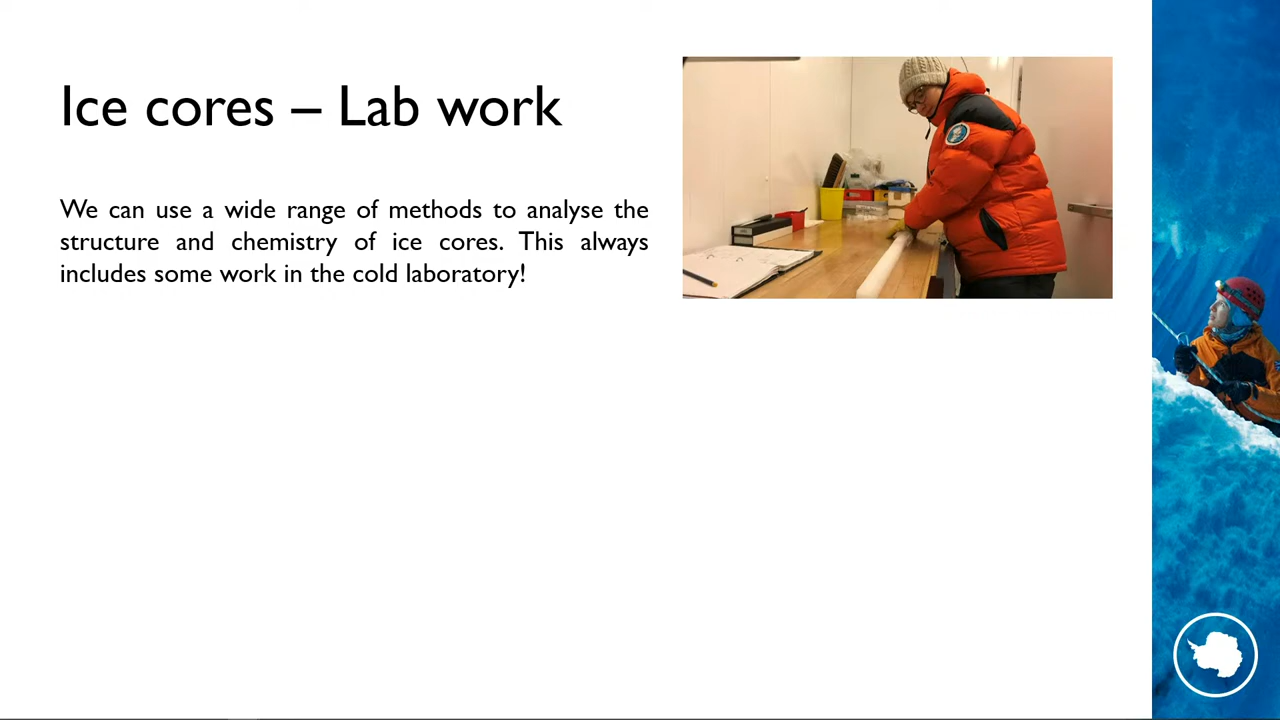 Ice cores – Lab work
We can use a wide range of methods to analyse the
structure and chemistry of ice cores. This always
includes some work in the cold laboratory!